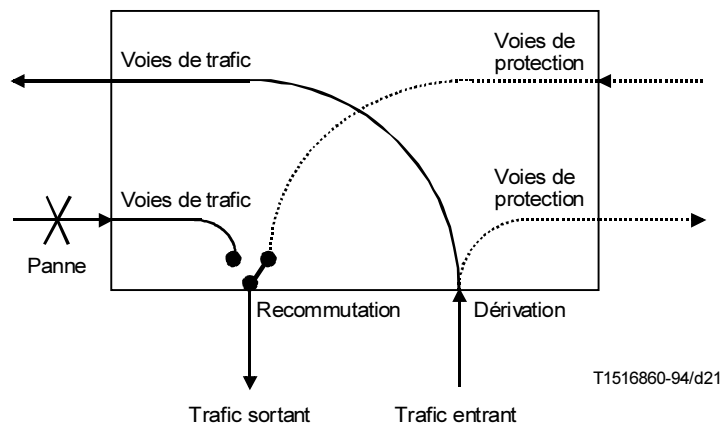 Voies de trafic
Voies de
protection
Voies de trafic
Voies de
protection
Panne
Recommutation
Dérivation
T1516860-94/d21
Trafic sortant
Trafic entrant